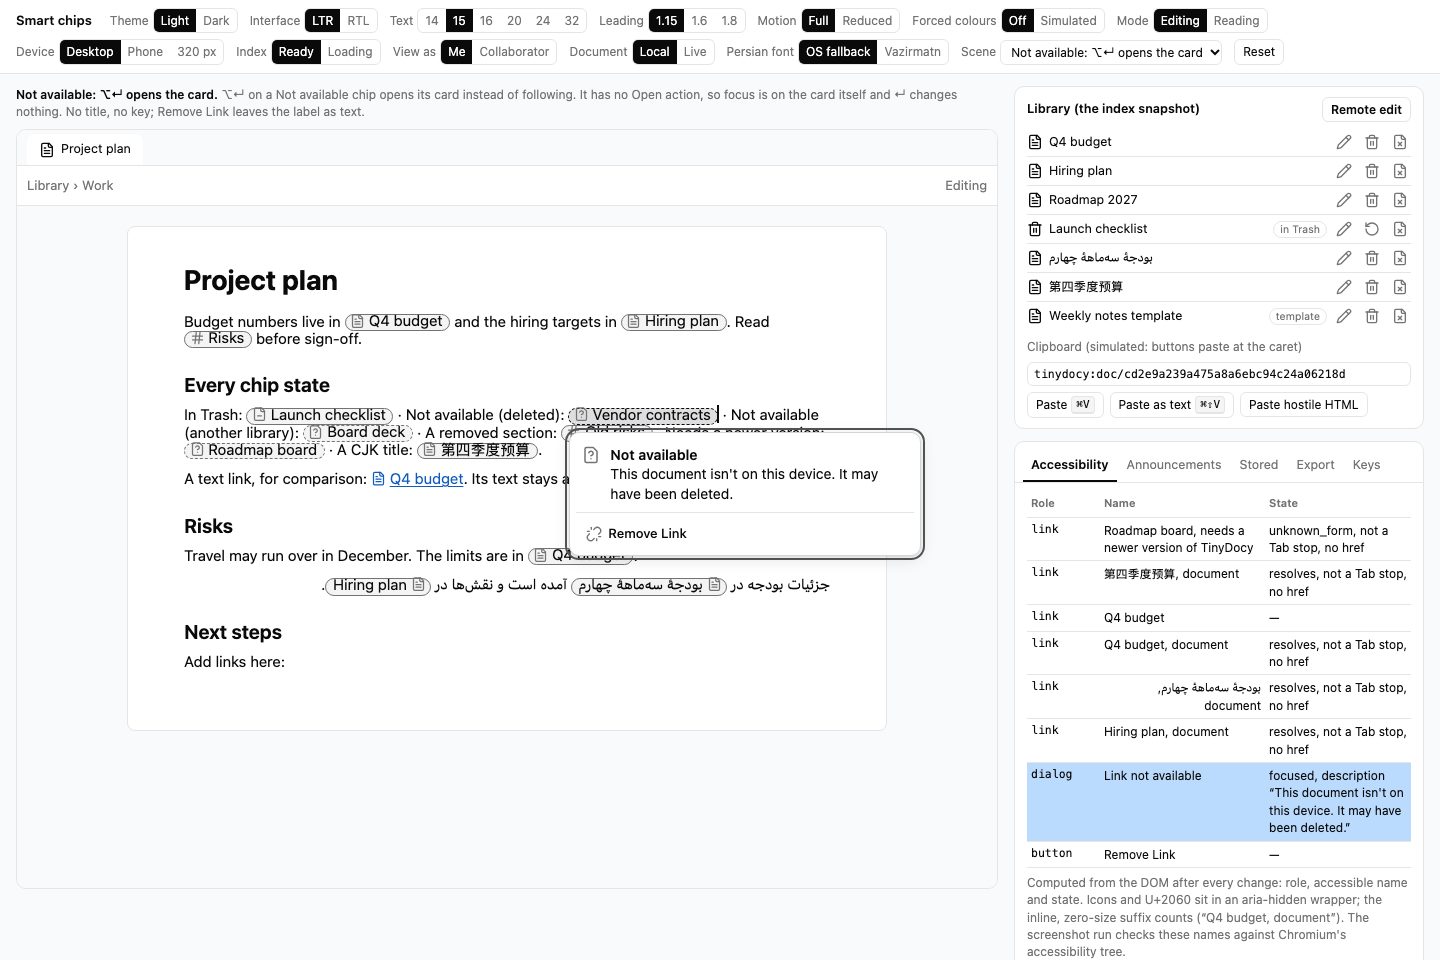 Smart chips Theme Light Dark Interface LTR RTL Text 14 15 16 20 24 32 Leading 1.15 1.6 1.8 Motion Full Reduced Forced colours Off Simulated Mode Editing Reading
Device Desktop Phone 320 px Index Ready Loading View as Me Collaborator Document Local Live Persian font OS fallback Vazirmatn Scene Not available: ⌥↵ opens the card Reset
Not available: ⌥↵ opens the card. ⌥↵ on a Not available chip opens its card instead of following. It has no Open action, so focus is on the card itself and ↵ changes
nothing. No title, no key; Remove Link leaves the label as text.
Project plan
Library › Work Editing
Project plan
Budget numbers live in Q4 budget and the hiring targets in Hiring plan. Read
# Risks before sign-off.
Every chip state
In Trash: Launch checklist · Not available (deleted): Vendor contracts · Not available
(another library): Board deck · A removed section:
Roadmap board · A CJK title: 第四季度预算.
A text link, for comparison: Q4 budget. Its text stays a
Not available
This document isn't on this device. It may
have been deleted.
Remove Link
Risks
Travel may run over in December. The limits are in Q4 budget.
جزئیات بودجه در بودجهٔ سه‌ماههٔ چهارم آمده است و نقش‌ها در Hiring plan.
Next steps
Add links here:
Library (the index snapshot) Remote edit
Q4 budget
Hiring plan
Roadmap 2027
Launch checklist in Trash
بودجهٔ سه‌ماههٔ چهارم
第四季度预算
Weekly notes template template
Clipboard (simulated: buttons paste at the caret)
tinydocy:doc/cd2e9a239a475a8a6ebc94c24a06218d
Paste ⌘V Paste as text ⌘⇧V Paste hostile HTML
Accessibility Announcements Stored Export Keys
Role Name State
link Roadmap board, needs a unknown_form, not a
newer version of TinyDocy Tab stop, no href
link 第四季度预算, document resolves, not a Tab stop,
no href
link Q4 budget —
link Q4 budget, document resolves, not a Tab stop,
no href
link بودجهٔ سه‌ماههٔ چهارم, resolves, not a Tab stop,
document no href
link Hiring plan, document resolves, not a Tab stop,
no href
dialog Link not available focused, description
“This document isn't on
this device. It may have
been deleted.”
button Remove Link —
Computed from the DOM after every change: role, accessible name
and state. Icons and U+2060 sit in an aria-hidden wrapper; the
inline, zero-size suffix counts (“Q4 budget, document”). The
screenshot run checks these names against Chromium's
accessibility tree.